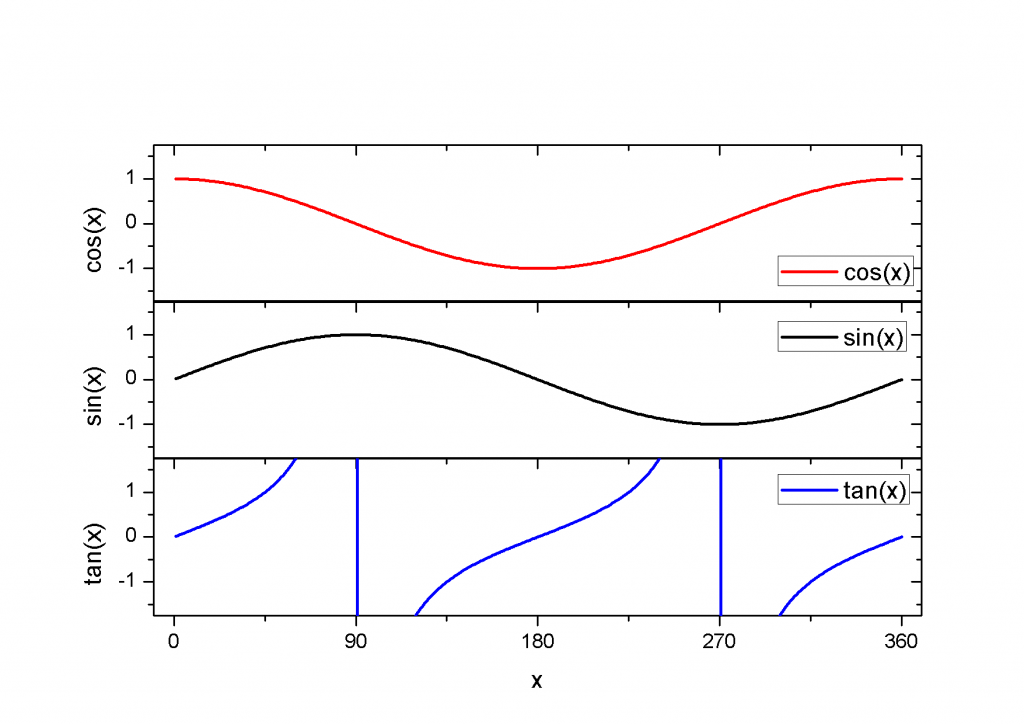 cos(x)
1
0
-1
cos(x)
sin(x)
1
0
-1
sin(x)
tan(x)
1
0
-1
tan(x)
0 90 180 270 360
x